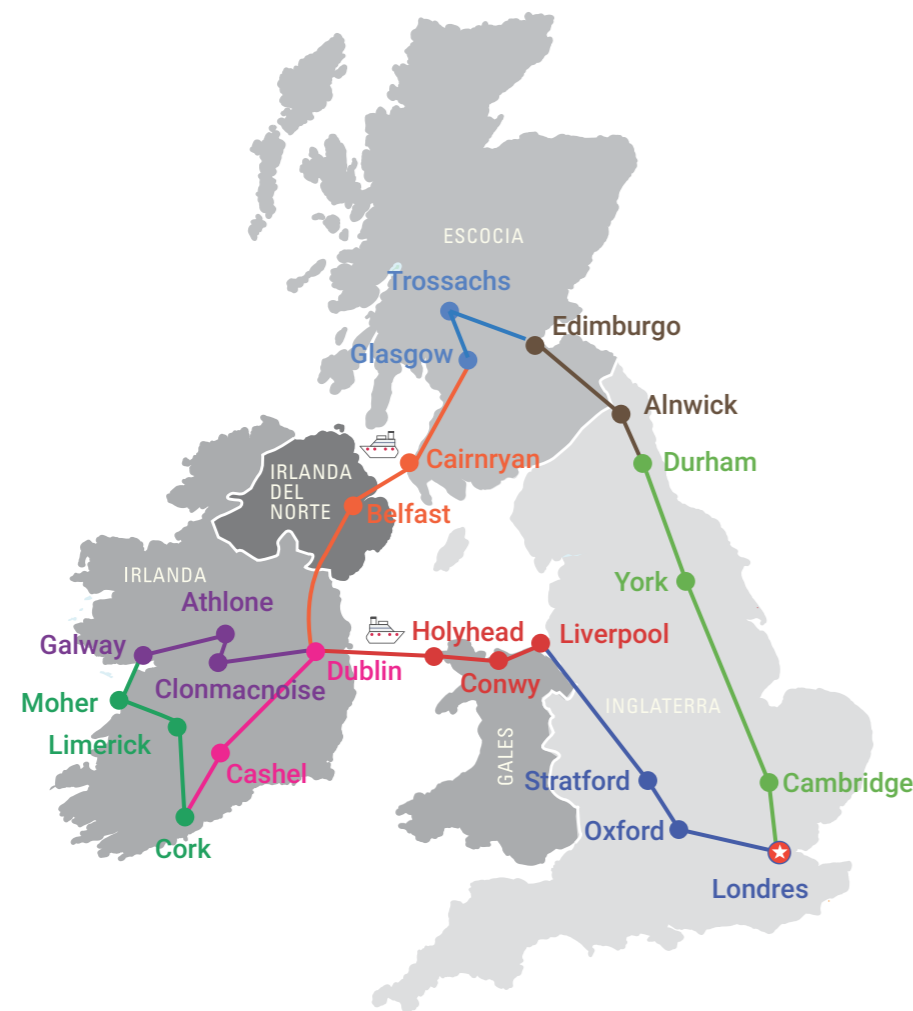 ESCOCIA
Trossachs
Edimburgo
Glasgow
Alnwick
Cairnryan
Durham
IRLANDA
DEL
NORTE
Belfast
IRLANDA
York
Athlone
Galway
Holyhead
Liverpool
Dublin
Conwy
Clonmacnoise
Moher
INGLATERRA
Limerick
GALES
Cashel
Stratford
Cambridge
Oxford
Cork
Londres